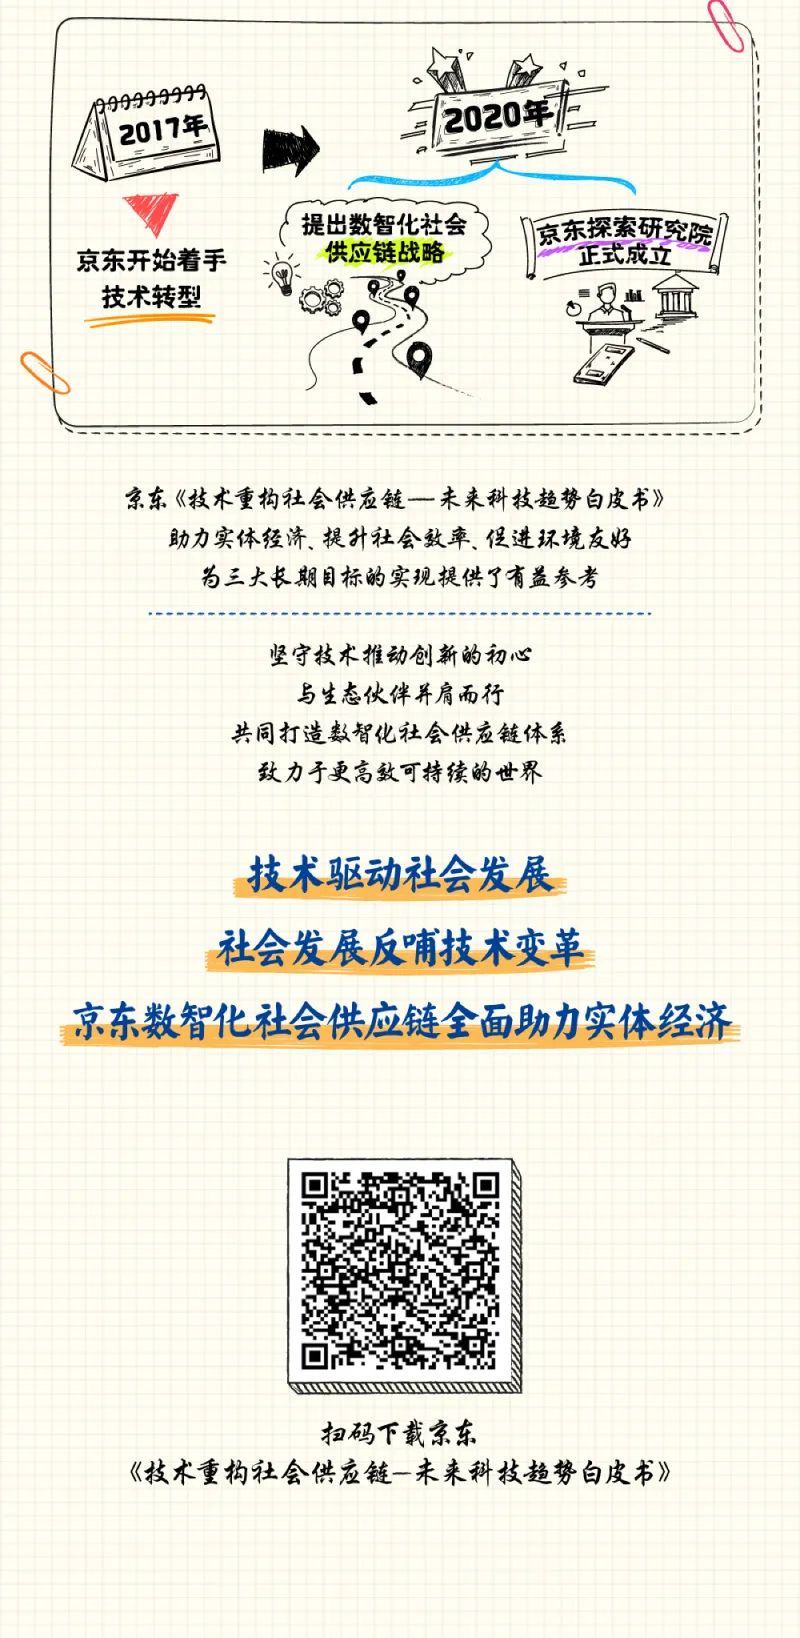 2017年
京东开始着手
技术转型
2020年
提出数智化社会
供应链战略
京东探索研究院
正式成立
京东《技术重构社会供应链——未来科技趋势白皮书》
助力实体经济、提升社会效率、促进环境友好
为三大长期目标的实现提供了有益参考
坚守技术推动创新的初心
与生态伙伴并肩而行
共同打造数智化社会供应链体系
致力于更高效可持续的世界
技术驱动社会发展
社会发展反哺技术变革
京东数智化社会供应链全面助力实体经济
扫码下载京东
《技术重构社会供应链—未来科技趋势白皮书》